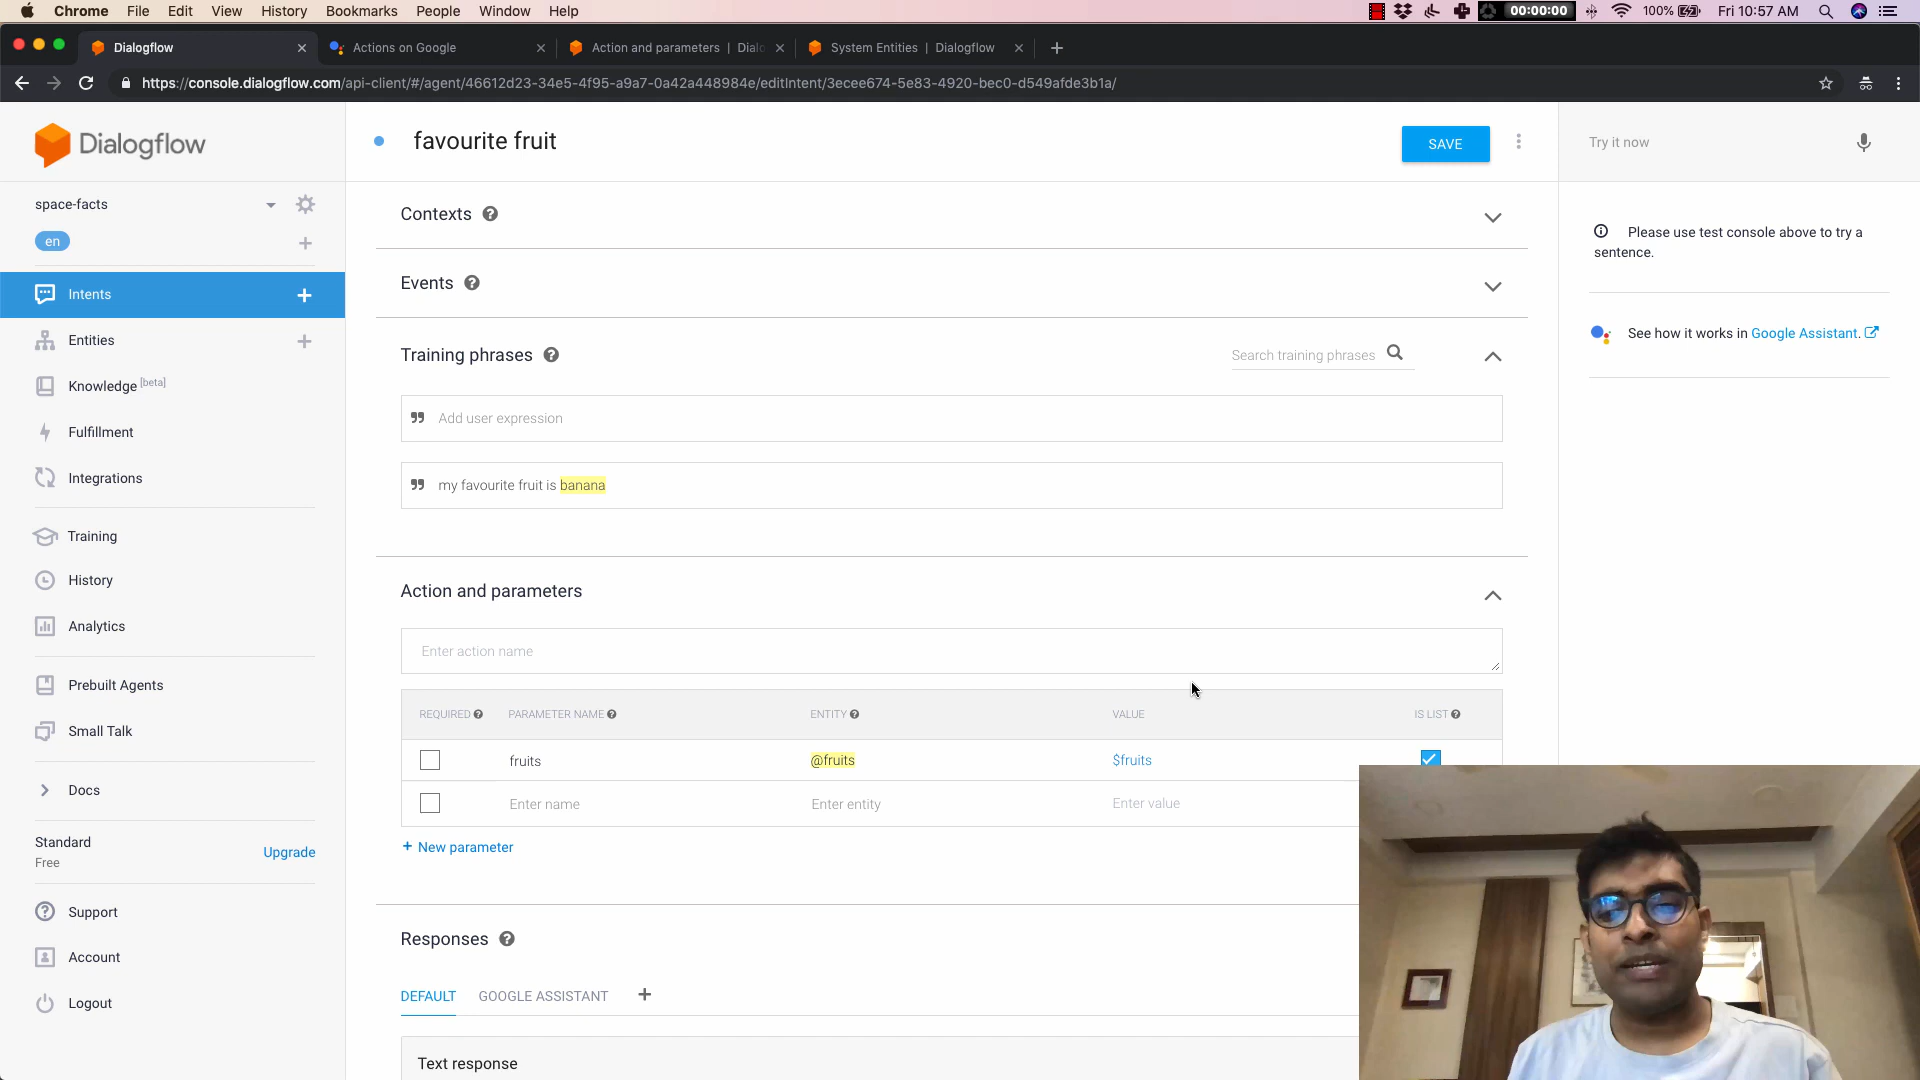 Chrome File Edit View History Bookmarks People Window Help
00:00:00 100% Fri 10:57 AM
Dialogflow
Actions on Google
Action and parameters | Dialo
System Entities | Dialogflow
https://console.dialogflow.com/api-client/#/agent/46612d23-34e5-4f95-a9a7-0a42a448984e/editIntent/3ecee674-5e83-4920-bec0-d549afde3b1a/
Dialogflow
space-facts
en
Intents
Entities
Knowledge [beta]
Fulfillment
Integrations
Training
History
Analytics
Prebuilt Agents
Small Talk
Docs
Standard
Free
Upgrade
Support
Account
Logout
favourite fruit
SAVE
Contexts
Events
Training phrases
Search training phrases
Add user expression
my favourite fruit is banana
Action and parameters
Enter action name
REQUIRED PARAMETER NAME ENTITY VALUE IS LIST
fruits @fruits $fruits
Enter name Enter entity Enter value
+ New parameter
Responses
DEFAULT GOOGLE ASSISTANT
Text response
Try it now
Please use test console above to try a
sentence.
See how it works in Google Assistant.